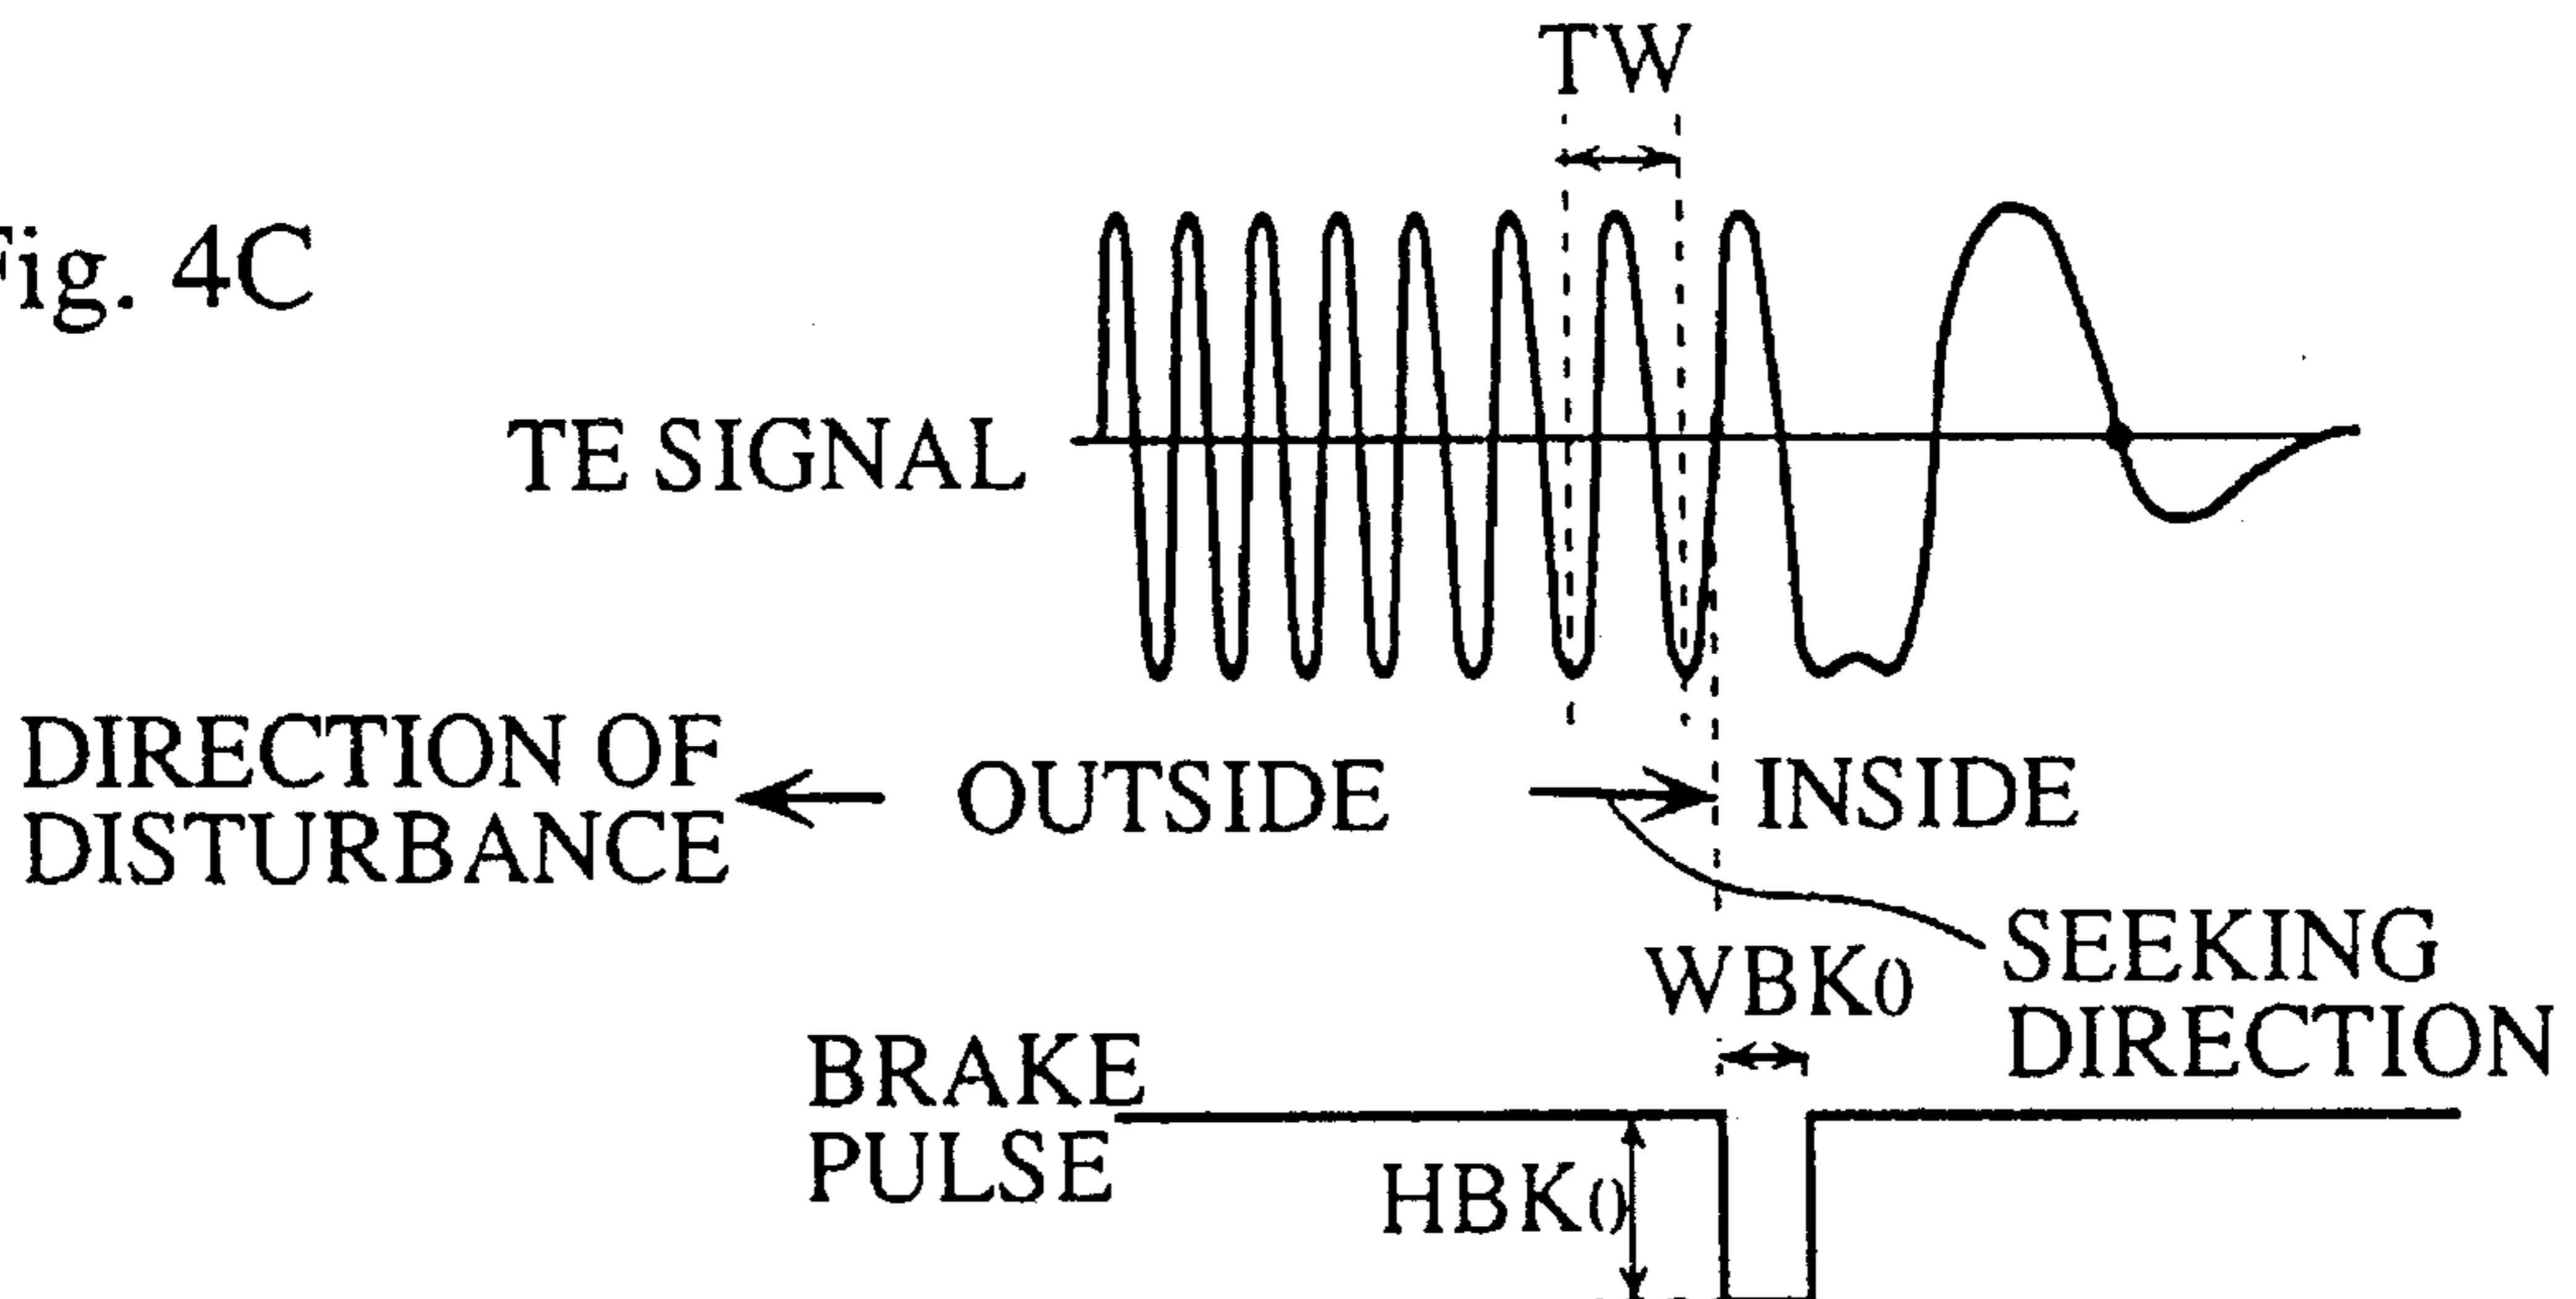 TW
Fig. 4C
TE SIGNAL
DIRECTION OF
DISTURBANCE
OUTSIDE
INSIDE
SEEKING
DIRECTION
WBK0
BRAKE
PULSE
HBK0